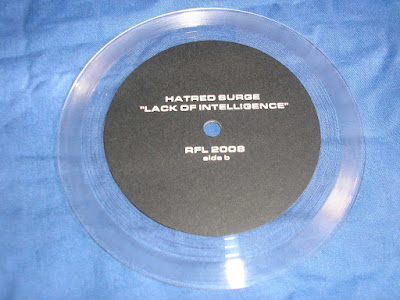 HATRED SURGE
"LACK OF INTELLIGENCE"
RFL 2008
side b